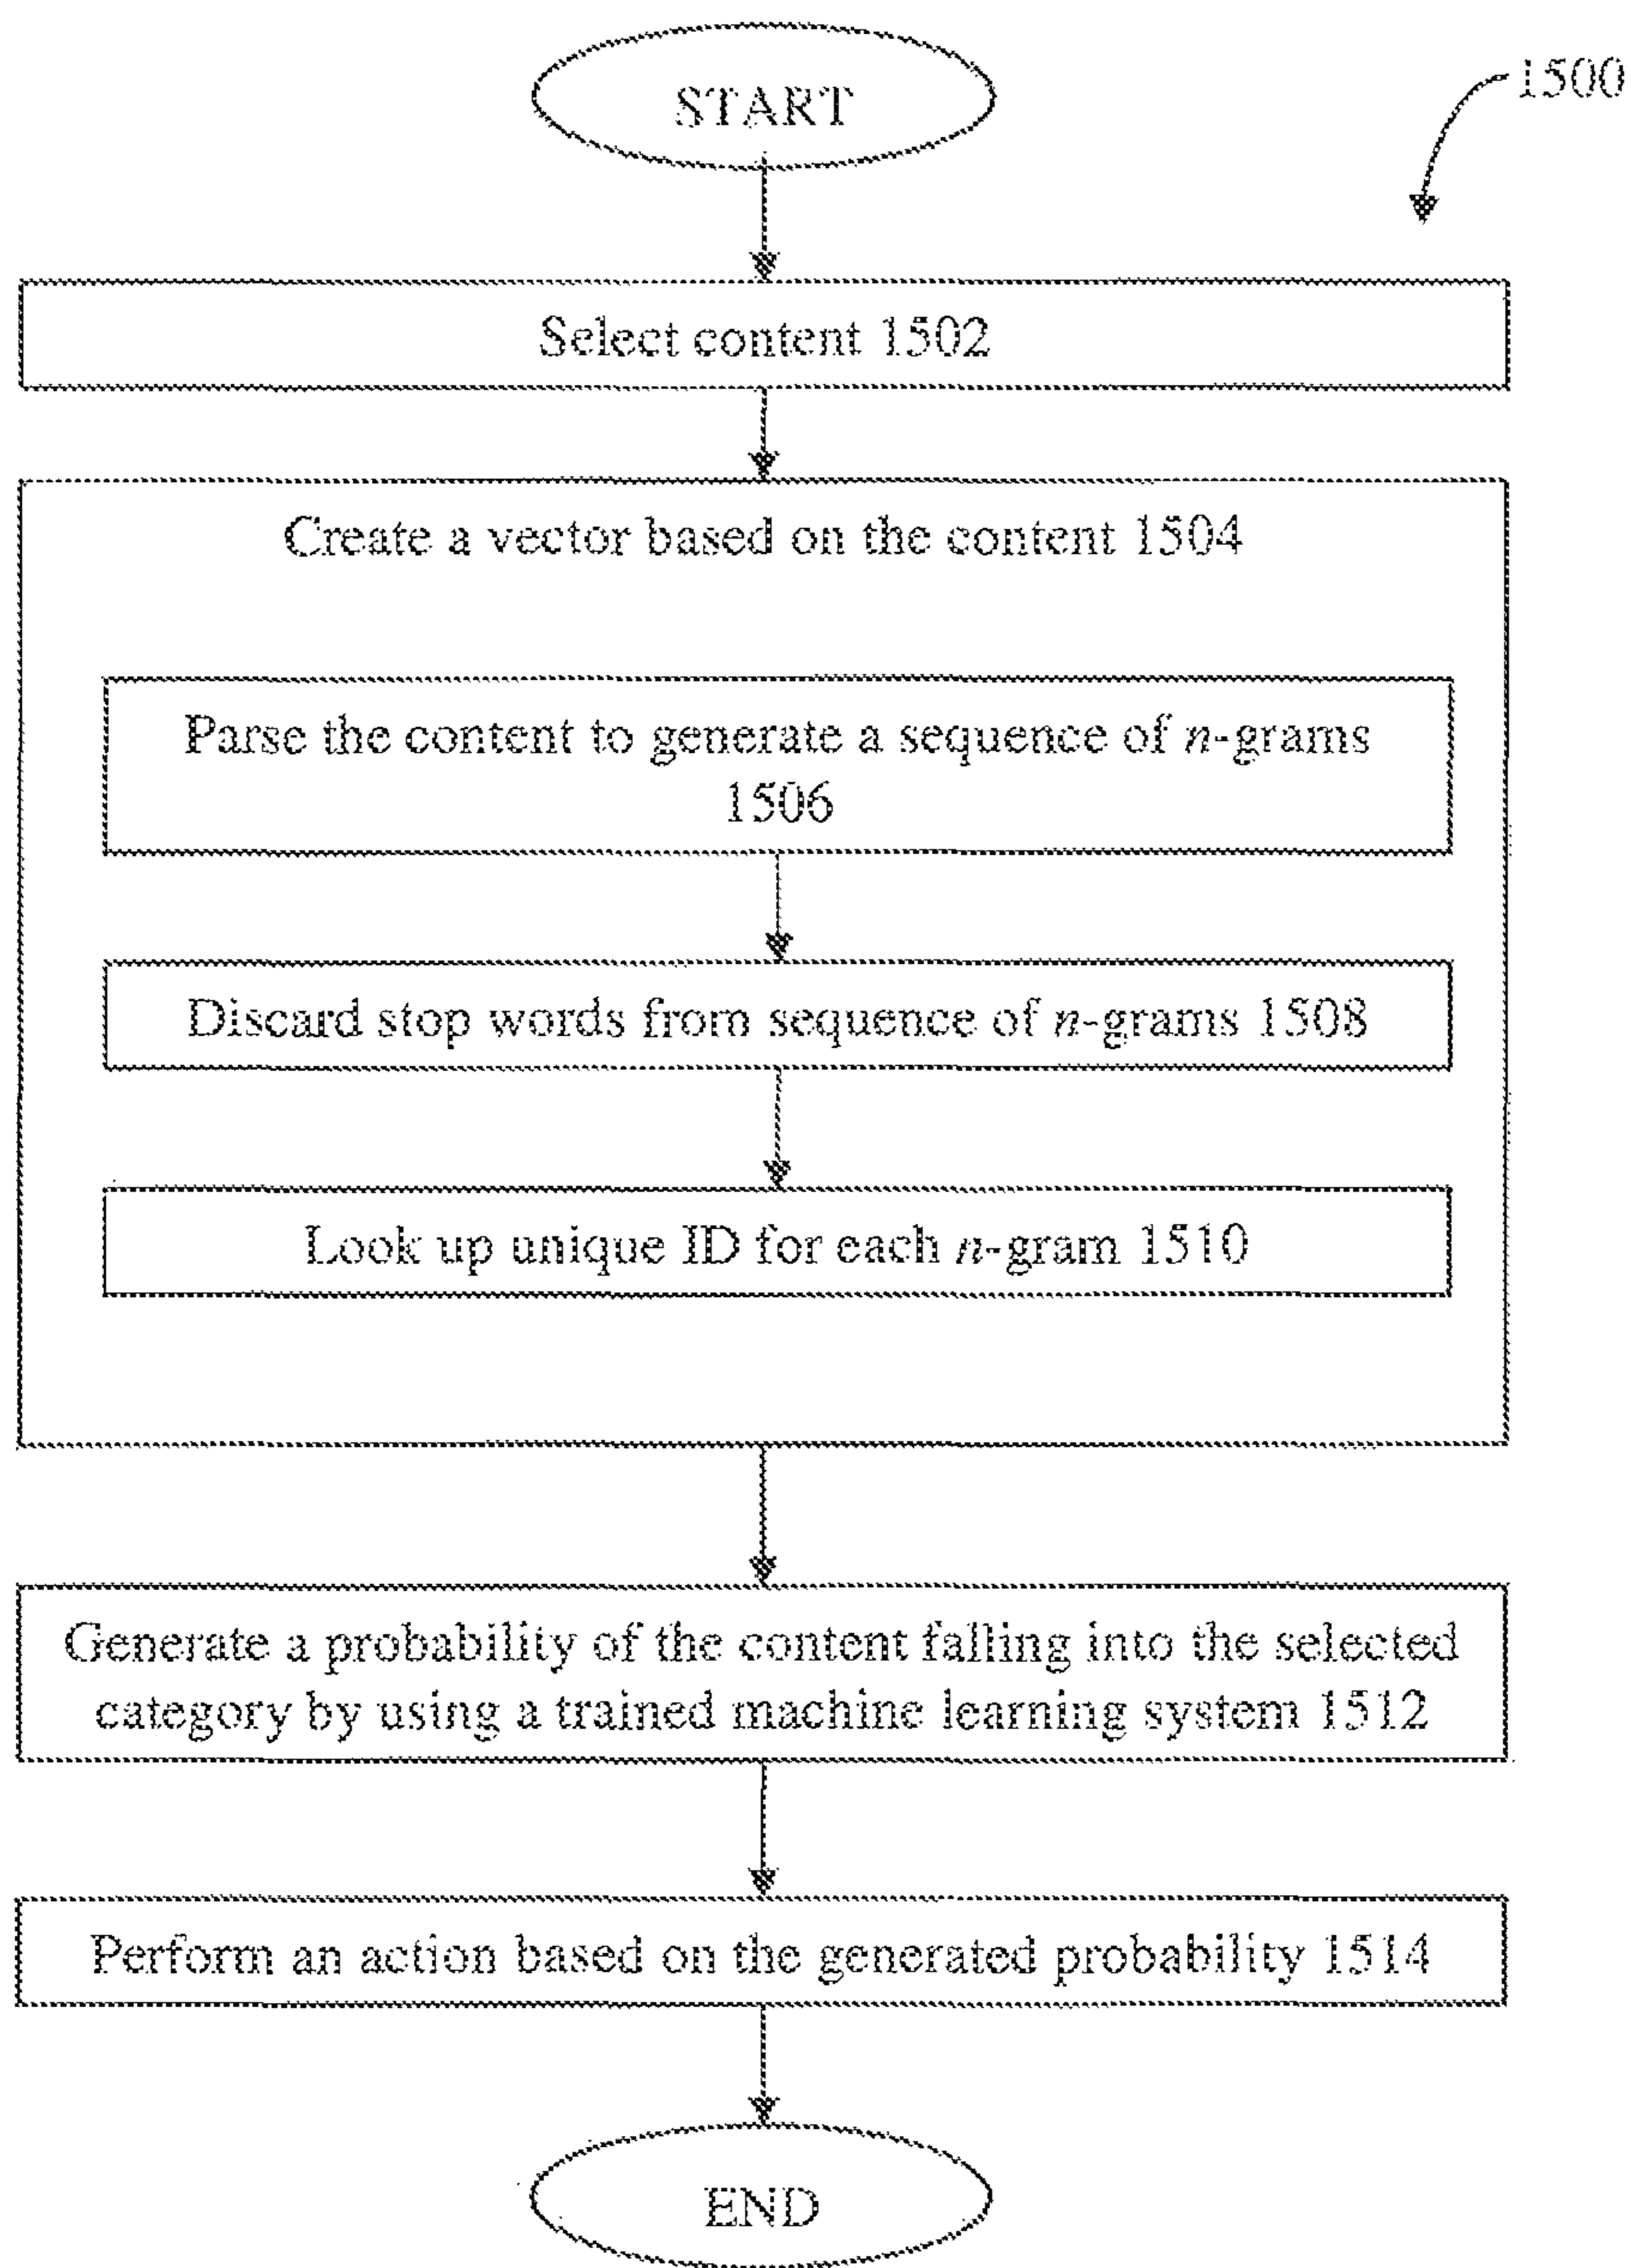 START
1500
Select content 1502
Create a vector based on the content 1504
Parse the content to generate a sequence of n-grams
1506
Discard stop words from sequence of n-grams 1508
Look up unique ID for each n-gram 1510
Generate a probability of the content falling into the selected
category by using a trained machine learning system 1512
Perform an action based on the generated probability 1514
END